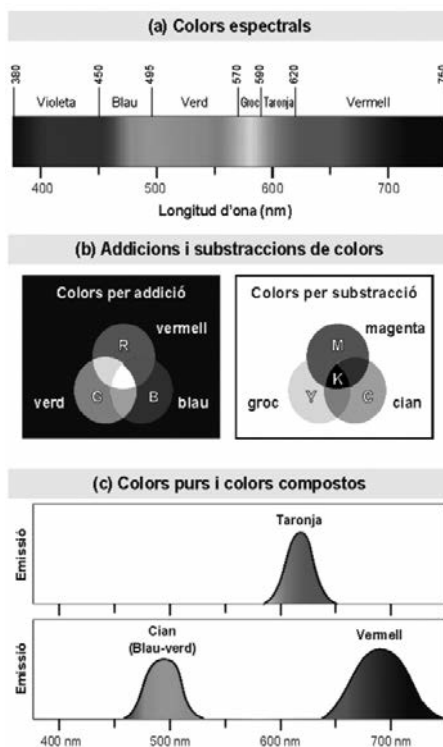 (a) Colors espectrals
380 450 495 570 590 620 750
Violeta Blau Verd Groc Taronja Vermell
400 500 600 700
Longitud d'ona (nm)
(b) Addicions i substraccions de colors
Colors per addició
vermell
R
G B
verd blau
Colors per substracció
magenta
M
K
Y C
groc cian
(c) Colors purs i colors compostos
Taronja
Emissió
Cian
(Blau-verd)
Vermell
Emissió
400 nm 500 nm 600 nm 700 nm